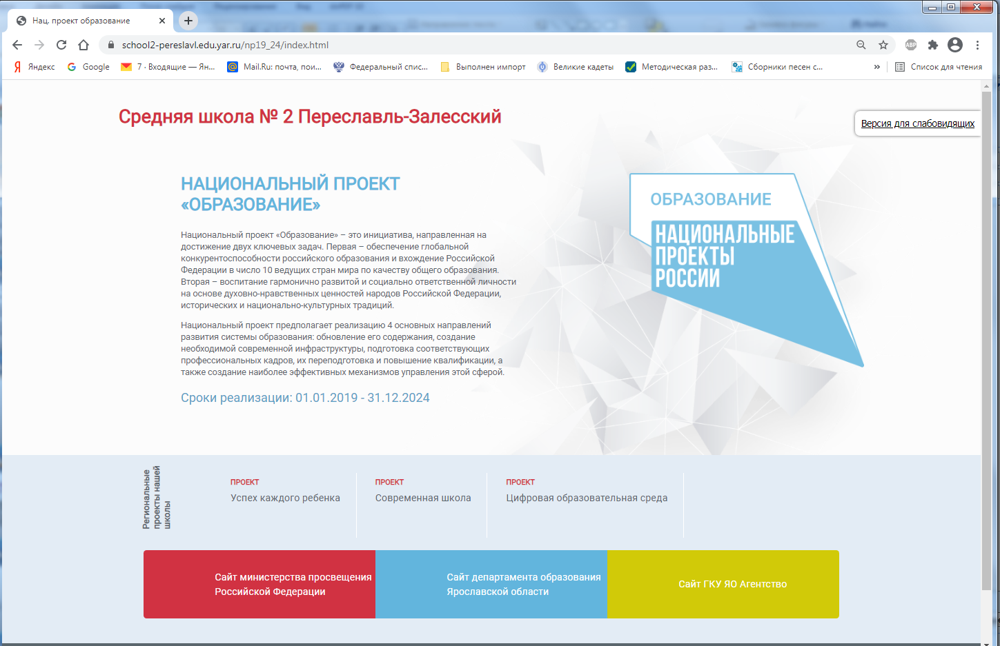 Нац. проект образование
school2-pereslavl.edu.yar.ru/np19_24/index.html
ABP
Яндекс
Google
7 · Входящие — Ян...
Mail.Ru: почта, пои...
Федеральный спис...
Выполнен импорт
Великие кадеты
Методическая раз...
Сборники песен с...
»
Список для чтения
Средняя школа № 2 Переславль-Залесский
Версия для слабовидящих
НАЦИОНАЛЬНЫЙ ПРОЕКТ
«ОБРАЗОВАНИЕ»
Национальный проект «Образование» – это инициатива, направленная на
достижение двух ключевых задач. Первая – обеспечение глобальной
конкурентоспособности российского образования и вхождение Российской
Федерации в число 10 ведущих стран мира по качеству общего образования.
Вторая – воспитание гармонично развитой и социально ответственной личности
на основе духовно-нравственных ценностей народов Российской Федерации,
исторических и национально-культурных традиций.
Национальный проект предполагает реализацию 4 основных направлений
развития системы образования: обновление его содержания, создание
необходимой современной инфраструктуры, подготовка соответствующих
профессиональных кадров, их переподготовка и повышение квалификации, а
также создание наиболее эффективных механизмов управления этой сферой.
Сроки реализации: 01.01.2019 - 31.12.2024
ОБРАЗОВАНИЕ
НАЦИОНАЛЬНЫЕ
ПРОЕКТЫ
РОССИИ
Региональные
проекты нашей
школы
ПРОЕКТ
Успех каждого ребенка
ПРОЕКТ
Современная школа
ПРОЕКТ
Цифровая образовательная среда
Сайт министерства просвещения
Российской Федерации
Сайт департамента образования
Ярославской области
Сайт ГКУ ЯО Агентство